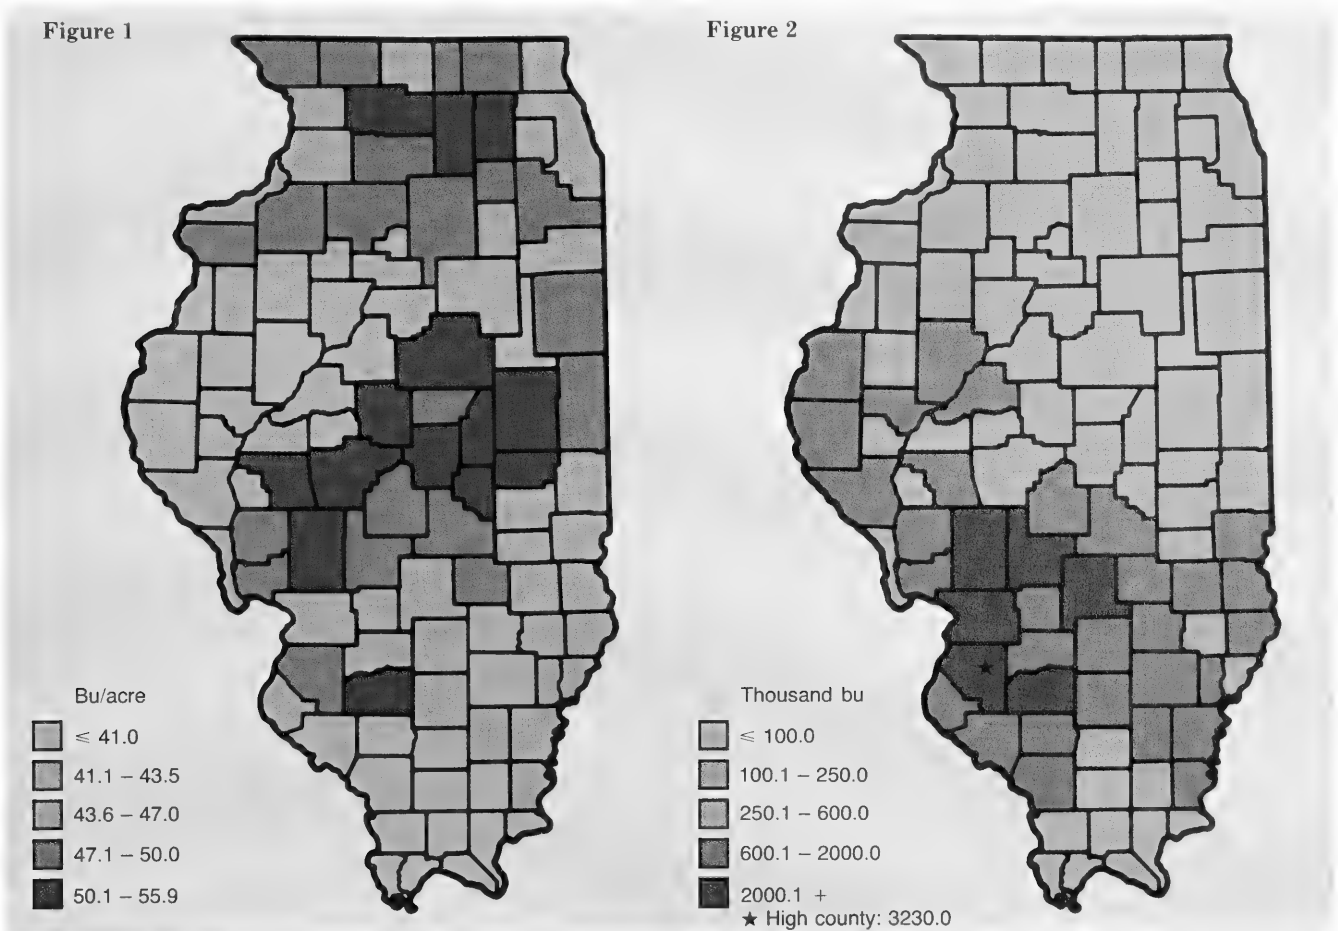 Figure 1
Bu/acre
≤ 41.0
41.1 – 43.5
43.6 – 47.0
47.1 – 50.0
50.1 – 55.9
Figure 2
Thousand bu
≤ 100.0
100.1 – 250.0
250.1 – 600.0
600.1 – 2000.0
2000.1 +
★ High county: 3230.0